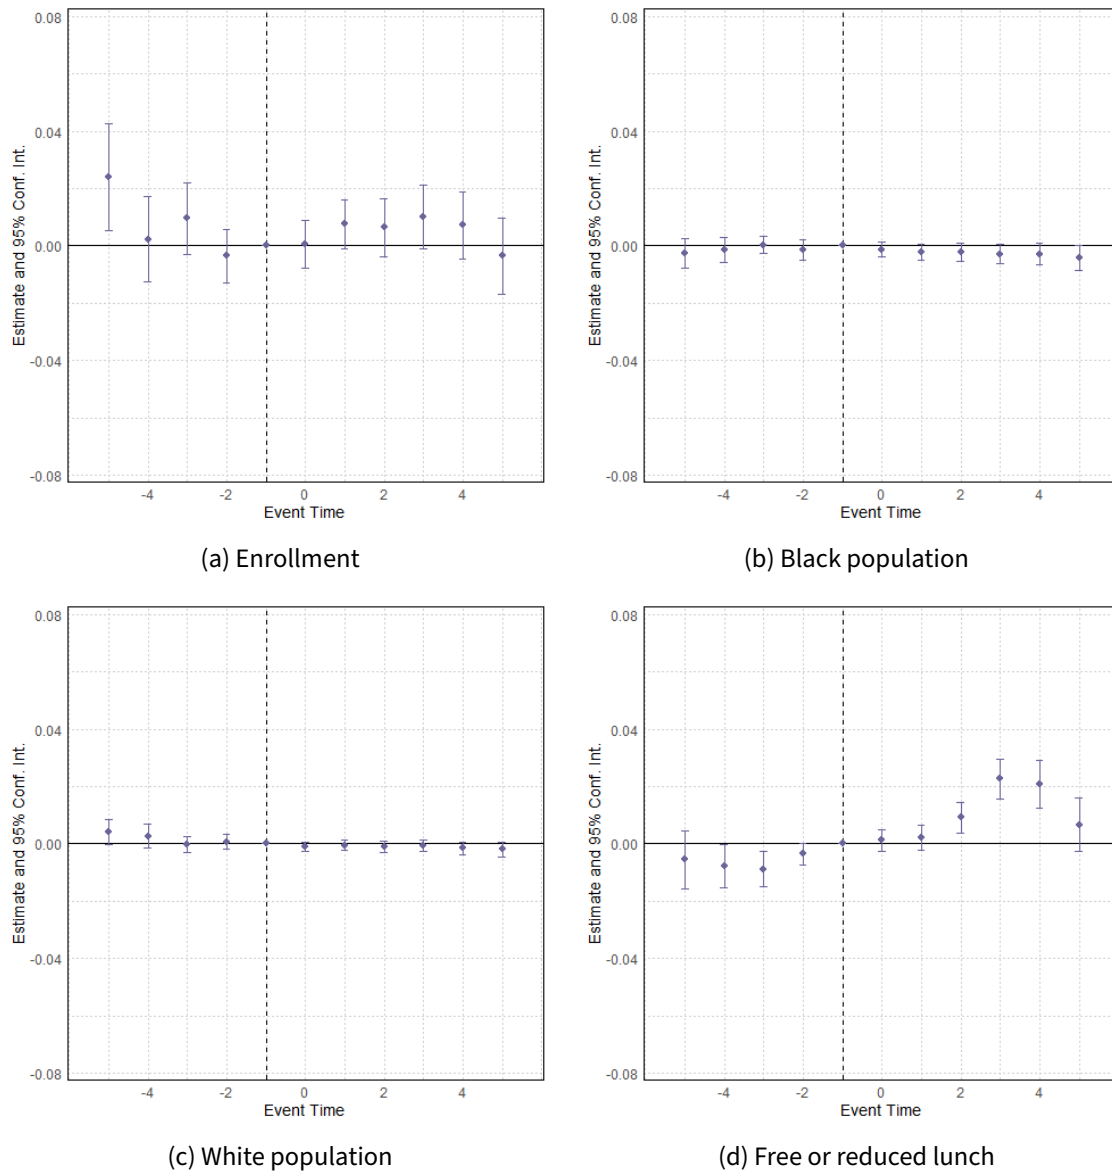 0.08
0.04
0.00
-0.04
-0.08
Estimate and 95% Conf. Int.
-4 -2 0 2 4
Event Time
(a) Enrollment
0.08
0.04
0.00
-0.04
-0.08
Estimate and 95% Conf. Int.
-4 -2 0 2 4
Event Time
(b) Black population
0.08
0.04
0.00
-0.04
-0.08
Estimate and 95% Conf. Int.
-4 -2 0 2 4
Event Time
(c) White population
0.08
0.04
0.00
-0.04
-0.08
Estimate and 95% Conf. Int.
-4 -2 0 2 4
Event Time
(d) Free or reduced lunch